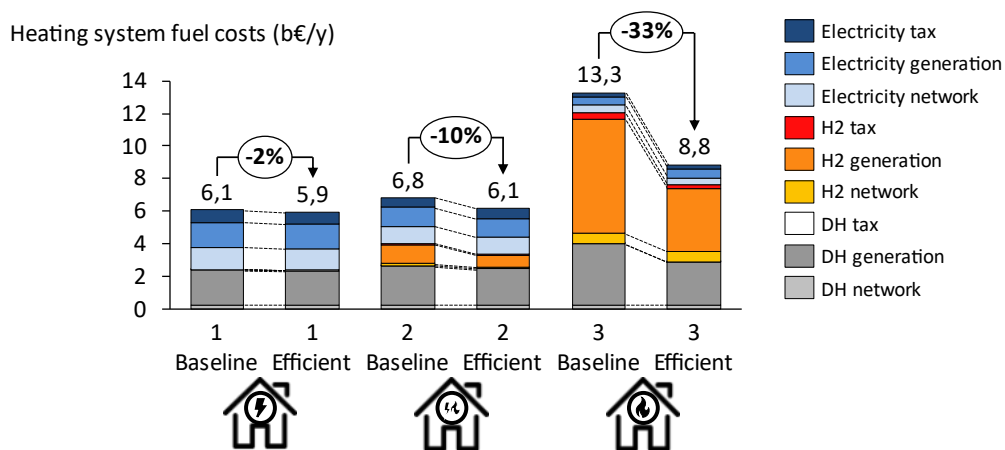 Heating system fuel costs (b€/y)
14
12
10
8
6
4
2
0
6,1
-2%
5,9
6,8
-10%
6,1
13,3
-33%
8,8
1
Baseline
1
Efficient
2
Baseline
2
Efficient
3
Baseline
3
Efficient
Electricity tax
Electricity generation
Electricity network
H2 tax
H2 generation
H2 network
DH tax
DH generation
DH network